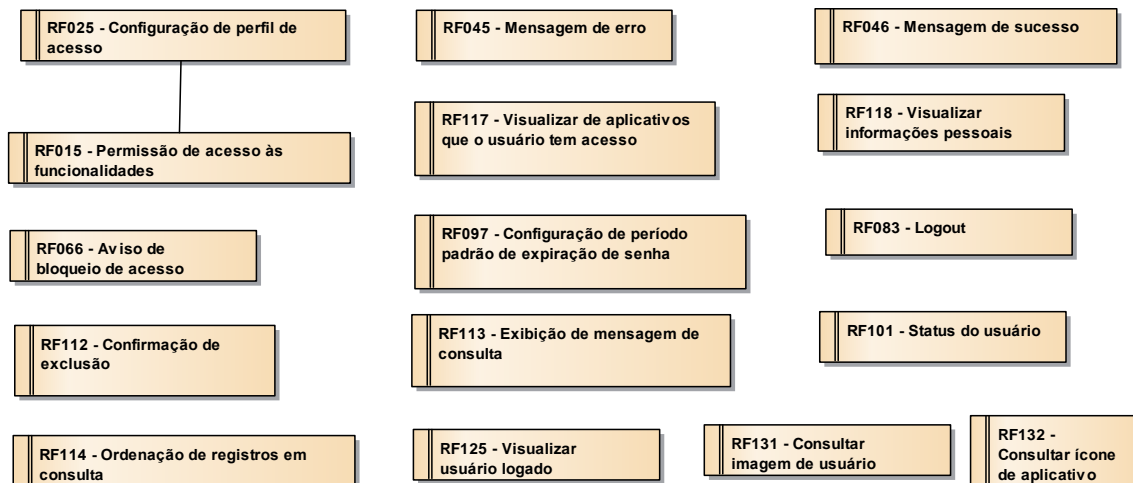 RF025 - Configuração de perfil de
acesso
RF045 - Mensagem de erro
RF046 - Mensagem de sucesso
RF117 - Visualizar de aplicativos
que o usuário tem acesso
RF118 - Visualizar
informações pessoais
RF015 - Permissão de acesso às
funcionalidades
RF066 - Aviso de
bloqueio de acesso
RF097 - Configuração de período
padrão de expiração de senha
RF083 - Logout
RF112 - Confirmação de
exclusão
RF113 - Exibição de mensagem de
consulta
RF101 - Status do usuário
RF114 - Ordenação de registros em
consulta
RF125 - Visualizar
usuário logado
RF131 - Consultar
imagem de usuário
RF132 -
Consultar ícone
de aplicativo